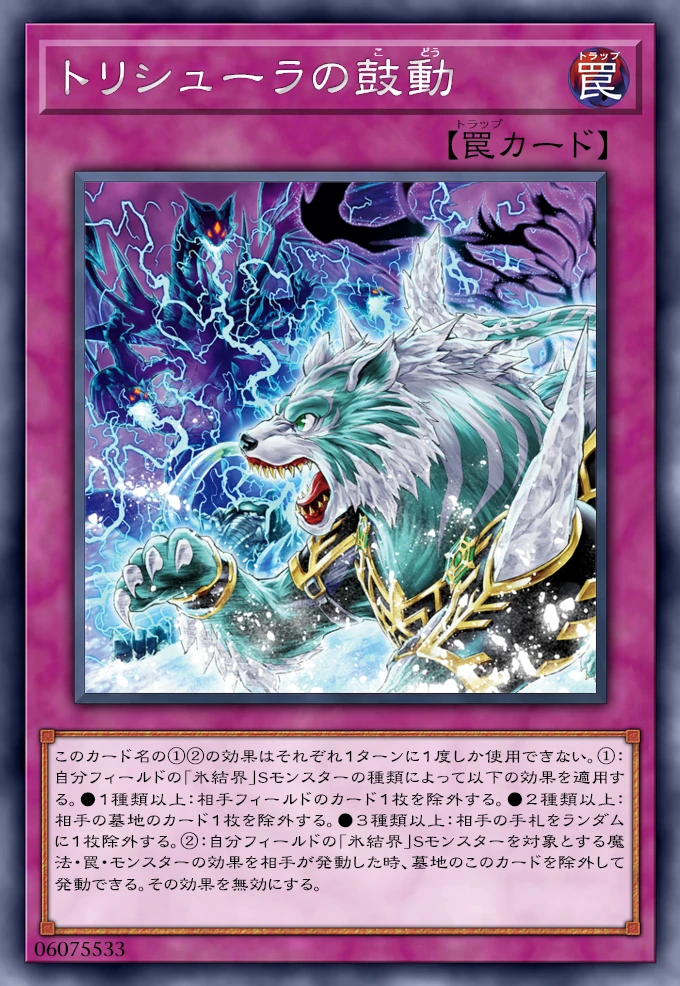 こ どう
トリシューラの鼓動
トラップ
罠
トラップ
【罠カード】
このカード名の①②の効果はそれぞれ1ターンに1度しか使用できない。①:
自分フィールドの「氷結界」Sモンスターの種類によって以下の効果を適用す
る。●1種類以上:相手フィールドのカード1枚を除外する。●2種類以上:
相手の墓地のカード1枚を除外する。●3種類以上:相手の手札をランダム
に1枚除外する。②:自分フィールドの「氷結界」Sモンスターを対象とする魔
法・罠・モンスターの効果を相手が発動した時、墓地のこのカードを除外して
発動できる。その効果を無効にする。
06075533